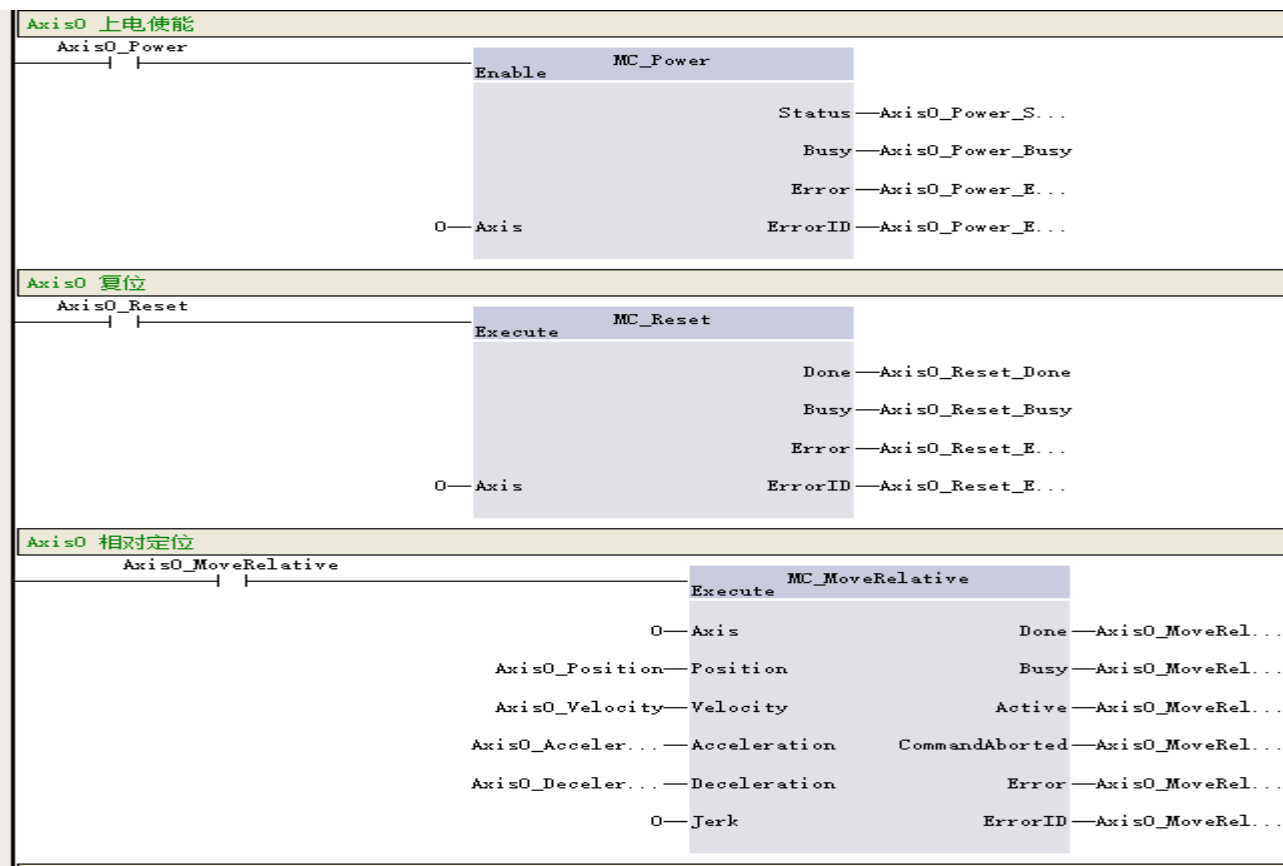 Axis0 上电使能
Axis0_Power
MC_Power
Enable
Status Axis0_Power_S...
Busy Axis0_Power_Busy
Error Axis0_Power_E...
0 Axis ErrorID Axis0_Power_E...
Axis0 复位
Axis0_Reset
MC_Reset
Execute
Done Axis0_Reset_Done
Busy Axis0_Reset_Busy
Error Axis0_Reset_E...
0 Axis ErrorID Axis0_Reset_E...
Axis0 相对定位
Axis0_MoveRelative
MC_MoveRelative
Execute
0 Axis Done Axis0_MoveRel...
Axis0_Position Position Busy Axis0_MoveRel...
Axis0_Velocity Velocity Active Axis0_MoveRel...
Axis0_Acceler... Acceleration CommandAborted Axis0_MoveRel...
Axis0_Deceler... Deceleration Error Axis0_MoveRel...
0 Jerk ErrorID Axis0_MoveRel...